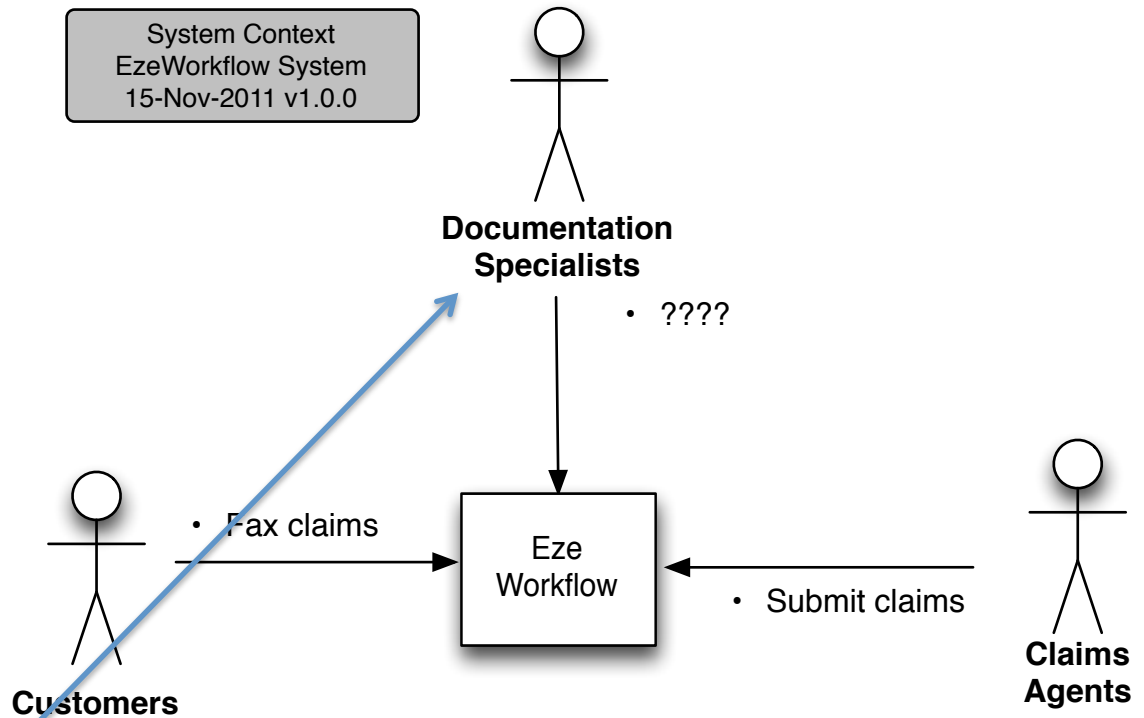 System Context
EzeWorkflow System
15-Nov-2011 v1.0.0
Documentation
Specialists
• ????
• Fax claims
Eze
Workflow
• Submit claims
Customers
Claims
Agents